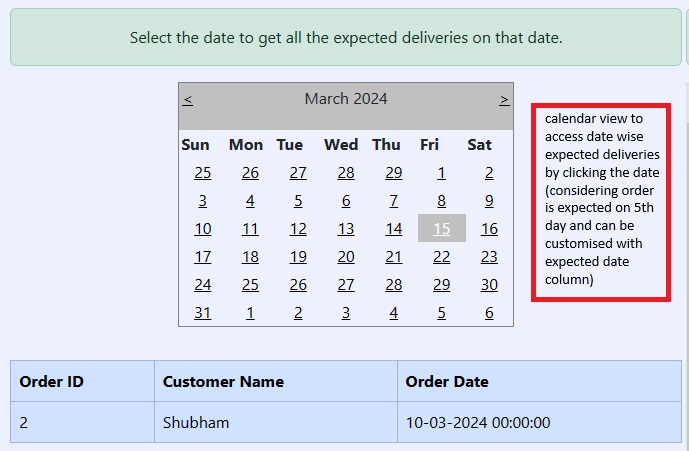 Select the date to get all the expected deliveries on that date.
< March 2024 >
Sun Mon Tue Wed Thu Fri Sat
25 26 27 28 29 1 2
3 4 5 6 7 8 9
10 11 12 13 14 15 16
17 18 19 20 21 22 23
24 25 26 27 28 29 30
31 1 2 3 4 5 6
calendar view to
access date wise
expected deliveries
by clicking the date
(considering order
is expected on 5th
day and can be
customised with
expected date
column)
Order ID Customer Name Order Date
2 Shubham 10-03-2024 00:00:00